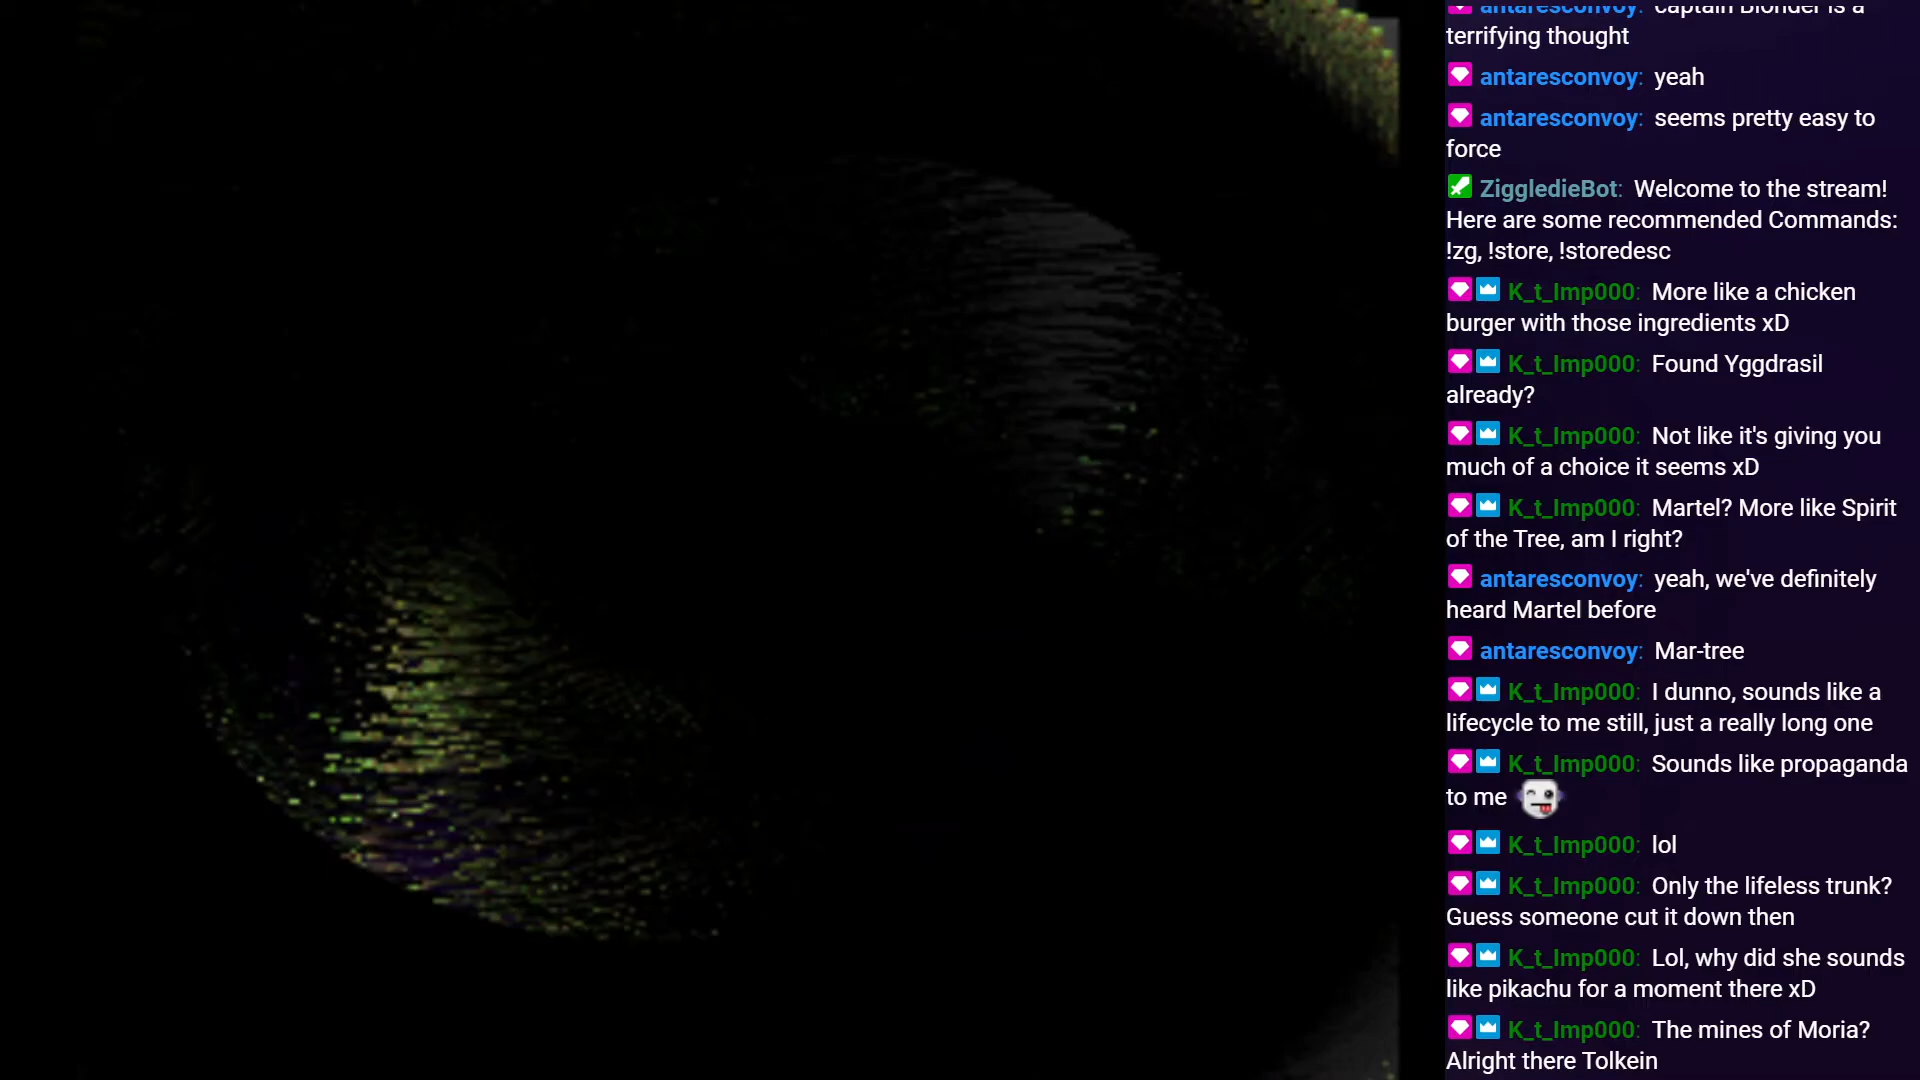 antaresconvoy: captain Blonder is a
terrifying thought
antaresconvoy: yeah
antaresconvoy: seems pretty easy to
force
ZiggledieBot: Welcome to the stream!
Here are some recommended Commands:
!zg, !store, !storedesc
K_t_Imp000: More like a chicken
burger with those ingredients xD
K_t_Imp000: Found Yggdrasil
already?
K_t_Imp000: Not like it's giving you
much of a choice it seems xD
K_t_Imp000: Martel? More like Spirit
of the Tree, am I right?
antaresconvoy: yeah, we've definitely
heard Martel before
antaresconvoy: Mar-tree
K_t_Imp000: I dunno, sounds like a
lifecycle to me still, just a really long one
K_t_Imp000: Sounds like propaganda
to me
K_t_Imp000: lol
K_t_Imp000: Only the lifeless trunk?
Guess someone cut it down then
K_t_Imp000: Lol, why did she sounds
like pikachu for a moment there xD
K_t_Imp000: The mines of Moria?
Alright there Tolkein